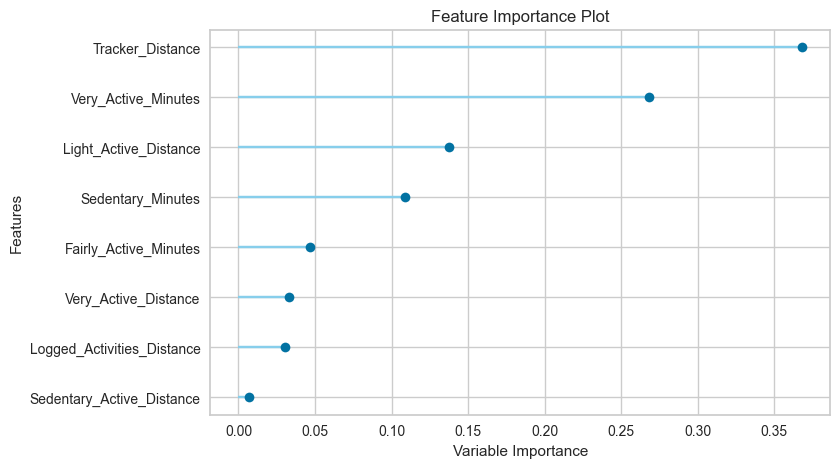 Feature Importance Plot
Features
Tracker_Distance
Very_Active_Minutes
Light_Active_Distance
Sedentary_Minutes
Fairly_Active_Minutes
Very_Active_Distance
Logged_Activities_Distance
Sedentary_Active_Distance
0.00 0.05 0.10 0.15 0.20 0.25 0.30 0.35
Variable Importance